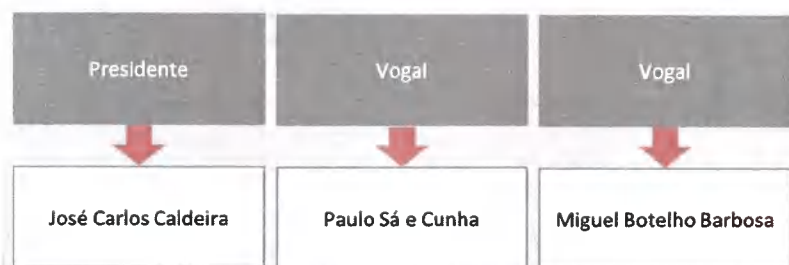 Presidente Vogal Vogal
José Carlos Caldeira Paulo Sá e Cunha Miguel Botelho Barbosa